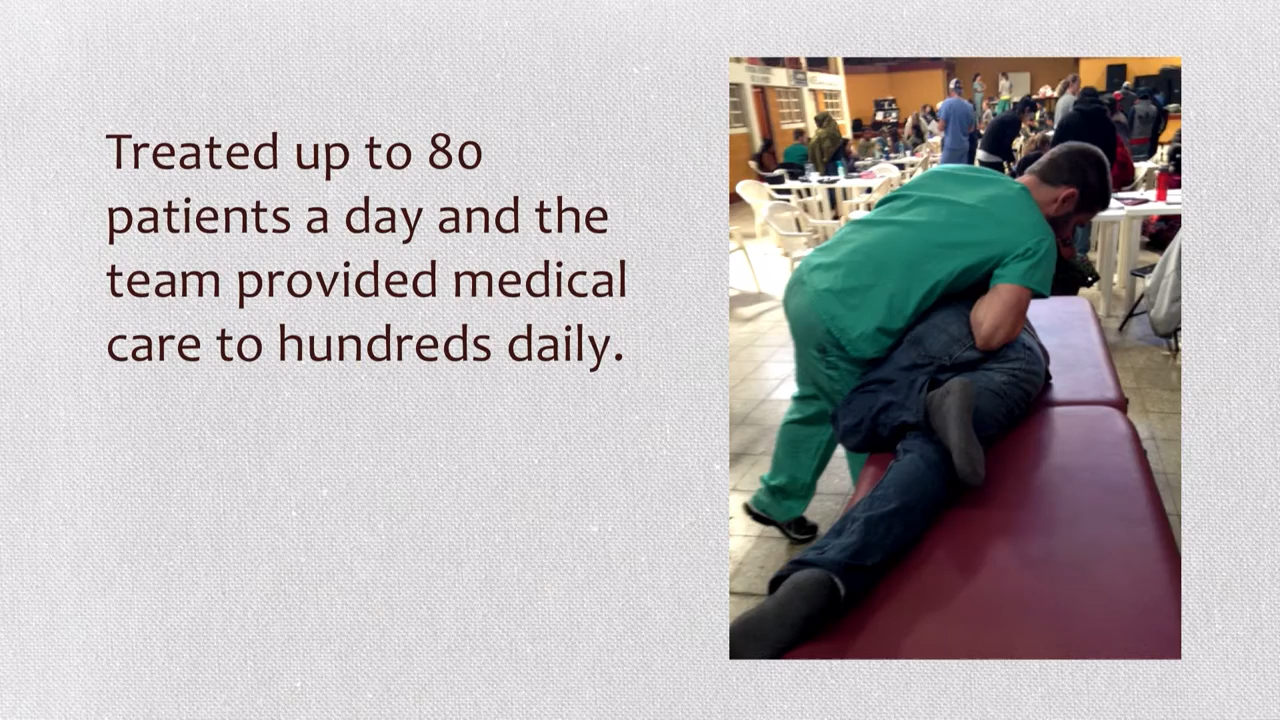 Treated up to 80
patients a day and the
team provided medical
care to hundreds daily.